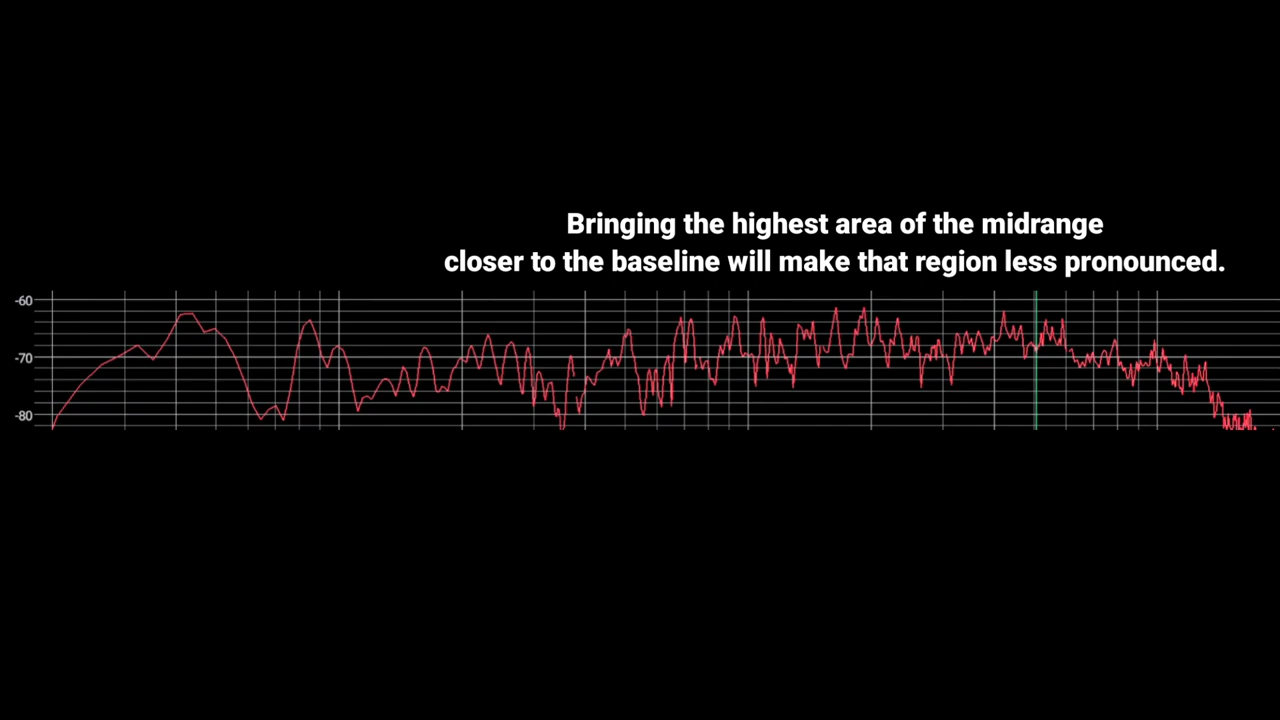 Bringing the highest area of the midrange
closer to the baseline will make that region less pronounced.
-60
-70
-80